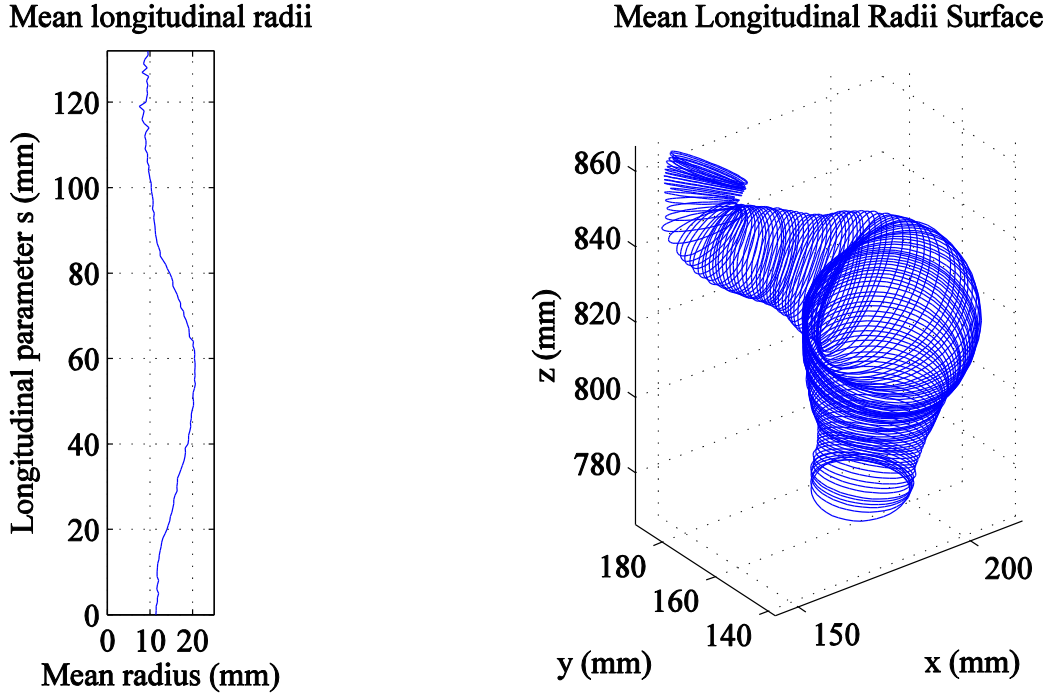 Mean longitudinal radii
Longitudinal parameter s (mm)
120
100
80
60
40
20
0
0 10 20
Mean radius (mm)
Mean Longitudinal Radii Surface
z (mm)
860
840
820
800
780
180
160
140
y (mm)
150
200
x (mm)